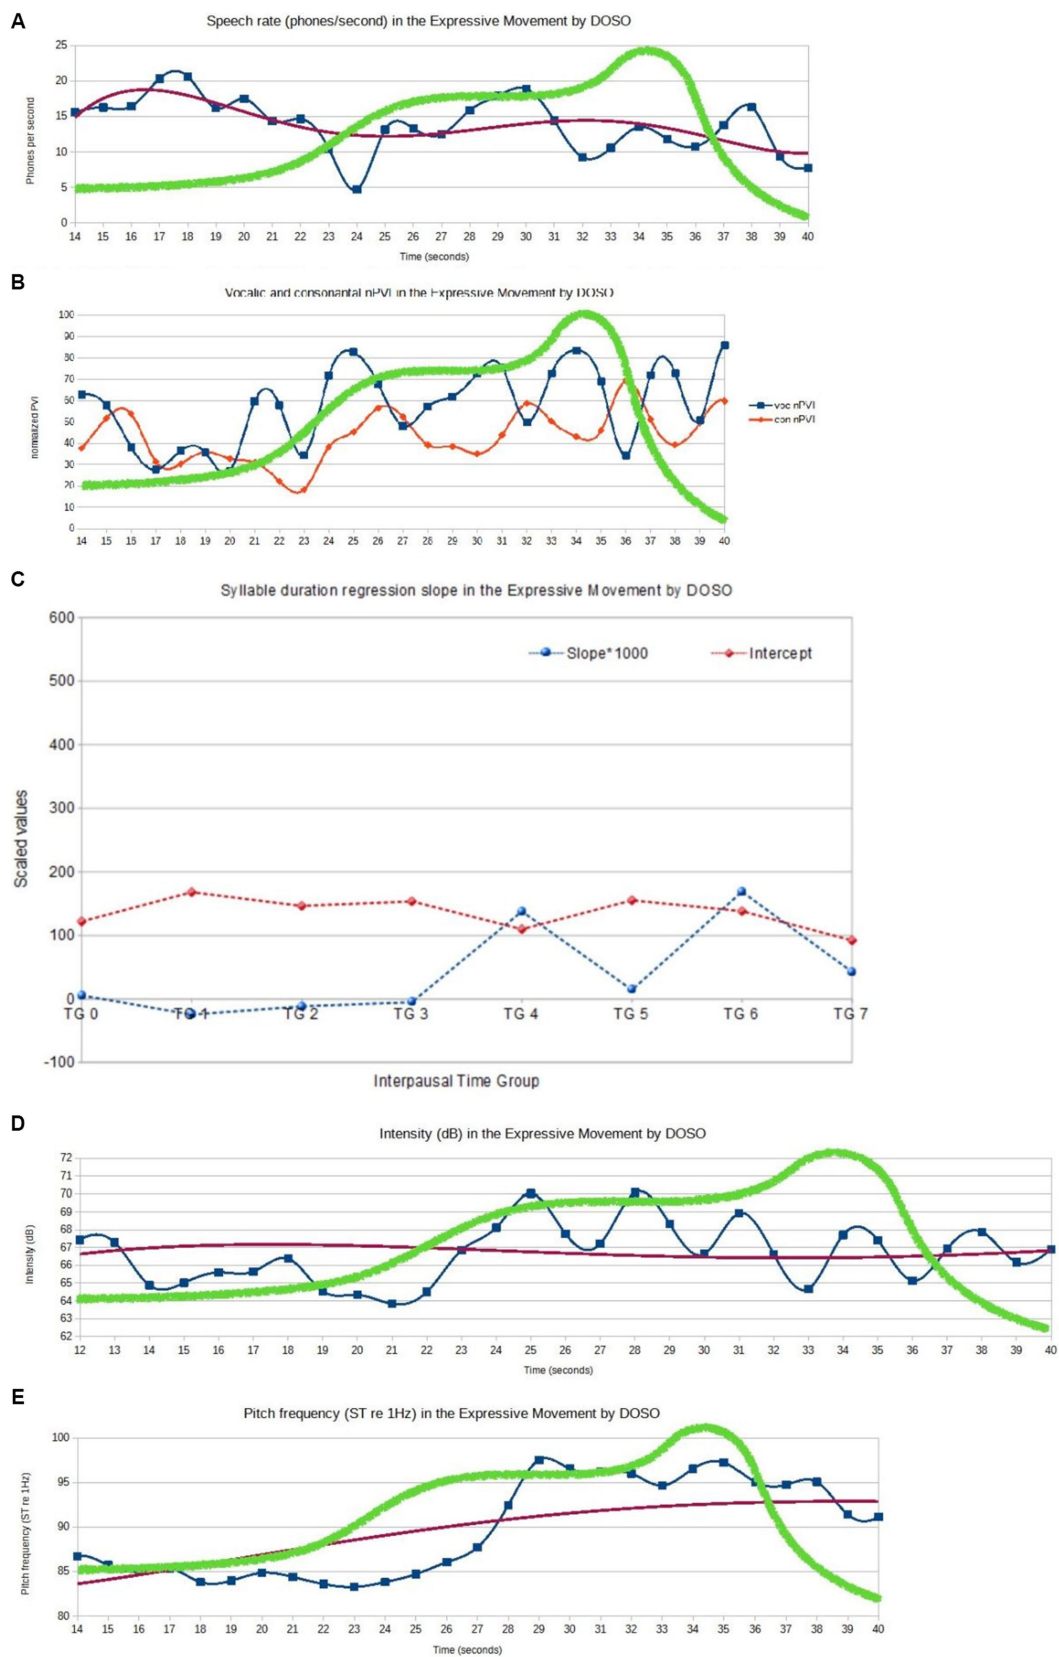 A
Speech rate (phones/second) in the Expressive Movement by DOSO
Phones per second
25
20
15
10
5
0
14 15 16 17 18 19 20 21 22 23 24 25 26 27 28 29 30 31 32 33 34 35 36 37 38 39 40
Time (seconds)
B
Vocalic and consonantal nPVI in the Expressive Movement by DOSO
normalized PVI
100
90
80
70
60
50
40
30
20
10
0
14 15 16 17 18 19 20 21 22 23 24 25 26 27 28 29 30 31 32 33 34 35 36 37 38 39 40
voc nPVI
con nPVI
C
Syllable duration regression slope in the Expressive Movement by DOSO
Slope*1000 Intercept
Scaled values
600
500
400
300
200
100
0
-100
TG 0 TG 1 TG 2 TG 3 TG 4 TG 5 TG 6 TG 7
Interpausal Time Group
D
Intensity (dB) in the Expressive Movement by DOSO
Intensity (dB)
72
71
70
69
68
67
66
65
64
63
62
12 13 14 15 16 17 18 19 20 21 22 23 24 25 26 27 28 29 30 31 32 33 34 35 36 37 38 39 40
Time (seconds)
E
Pitch frequency (ST re 1Hz) in the Expressive Movement by DOSO
Pitch frequency (ST re 1Hz)
100
95
90
85
80
14 15 16 17 18 19 20 21 22 23 24 25 26 27 28 29 30 31 32 33 34 35 36 37 38 39 40
Time (seconds)